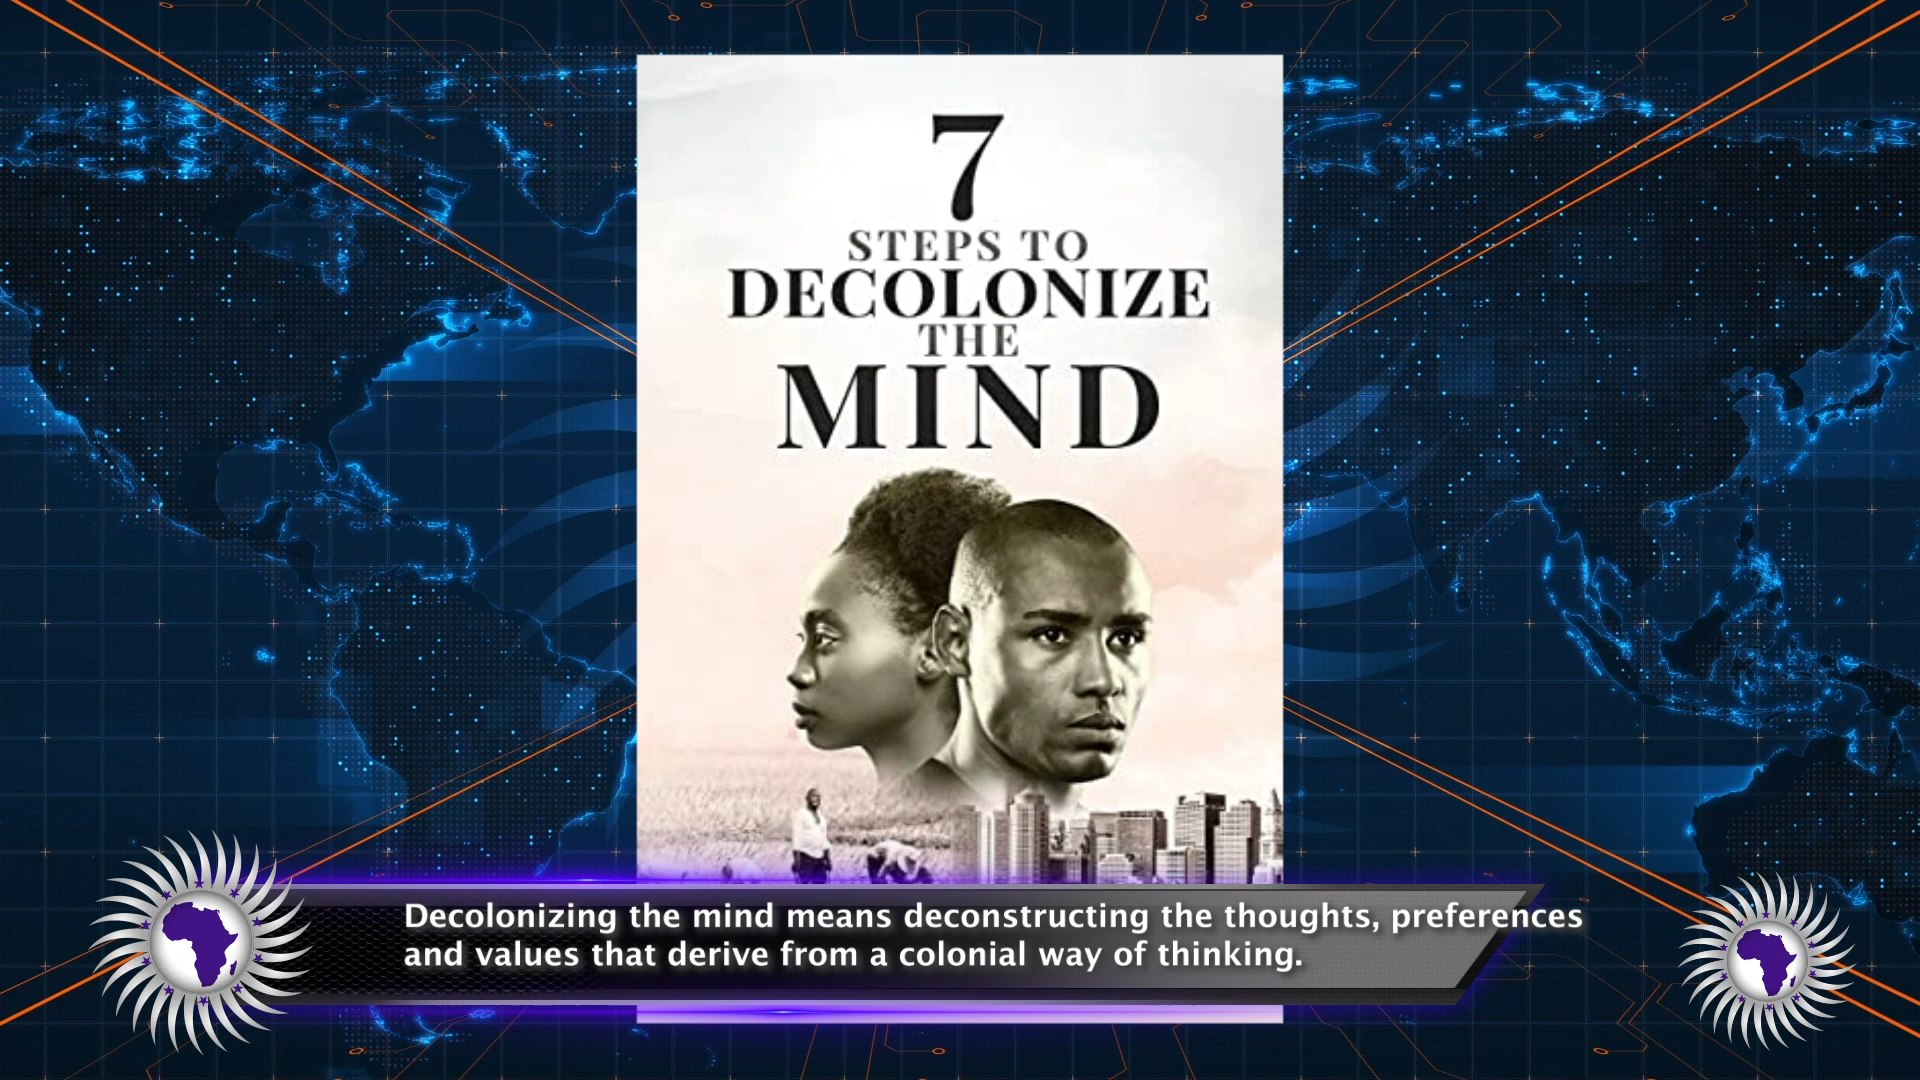 7
STEPS TO
DECOLONIZE
THE
MIND
Decolonizing the mind means deconstructing the thoughts, preferences
and values that derive from a colonial way of thinking.